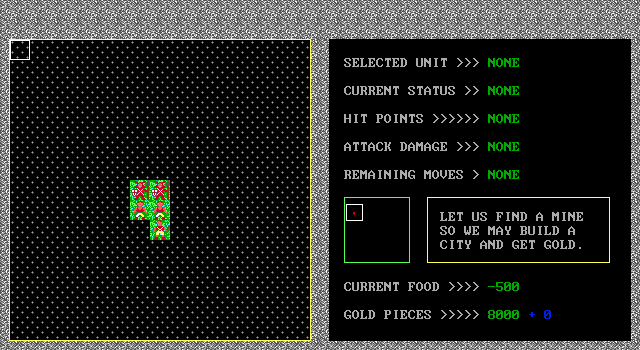 SELECTED UNIT >>> NONE
CURRENT STATUS >> NONE
HIT POINTS >>>>>> NONE
ATTACK DAMAGE >>> NONE
REMAINING MOVES > NONE
LET US FIND A MINE
SO WE MAY BUILD A
CITY AND GET GOLD.
CURRENT FOOD >>>> -500
GOLD PIECES >>>>> 8000 + 0